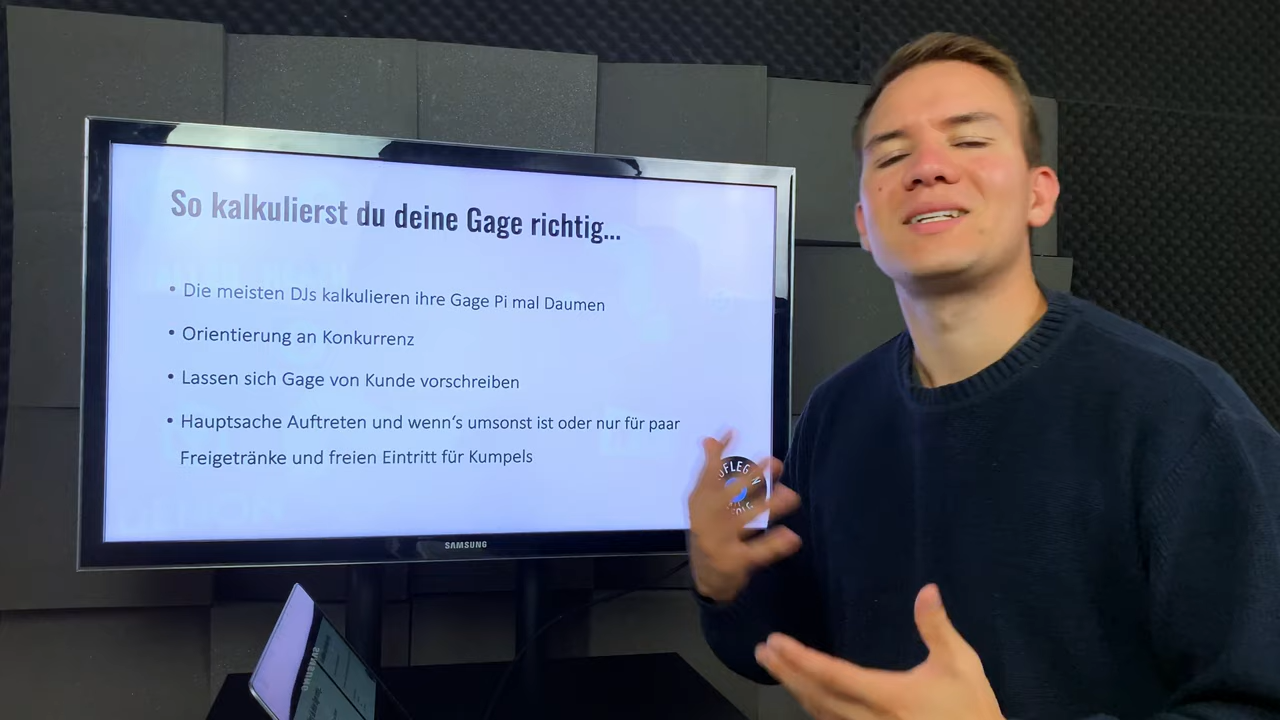 So kalkulierst du deine Gage richtig...
• Die meisten DJs kalkulieren ihre Gage Pi mal Daumen
• Orientierung an Konkurrenz
• Lassen sich Gage von Kunde vorschreiben
• Hauptsache Auftreten und wenn‘s umsonst ist oder nur für paar
Freigetränke und freien Eintritt für Kumpels
SAMSUNG